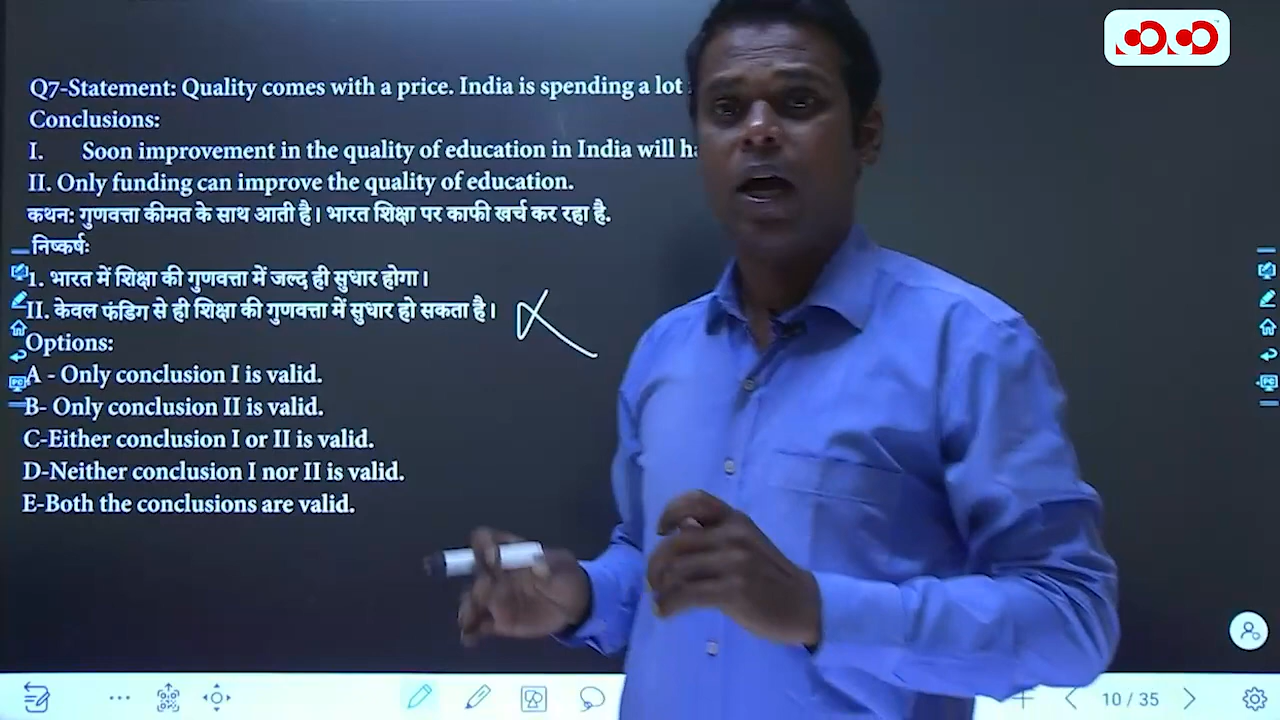 Q7-Statement: Quality comes with a price. India is spending a lot
Conclusions:
I. Soon improvement in the quality of education in India will
II. Only funding can improve the quality of education.
कथन: गुणवत्ता कीमत के साथ आती है। भारत शिक्षा पर काफी खर्च कर रहा है.
निष्कर्षः
1. भारत में शिक्षा की गुणवत्ता में जल्द ही सुधार होगा।
II. केवल फंडिग से ही शिक्षा की गुणवत्ता में सुधार हो सकता है।
Options:
A - Only conclusion I is valid.
B- Only conclusion II is valid.
C-Either conclusion I or II is valid.
D-Neither conclusion I nor II is valid.
E-Both the conclusions are valid.
10 / 35